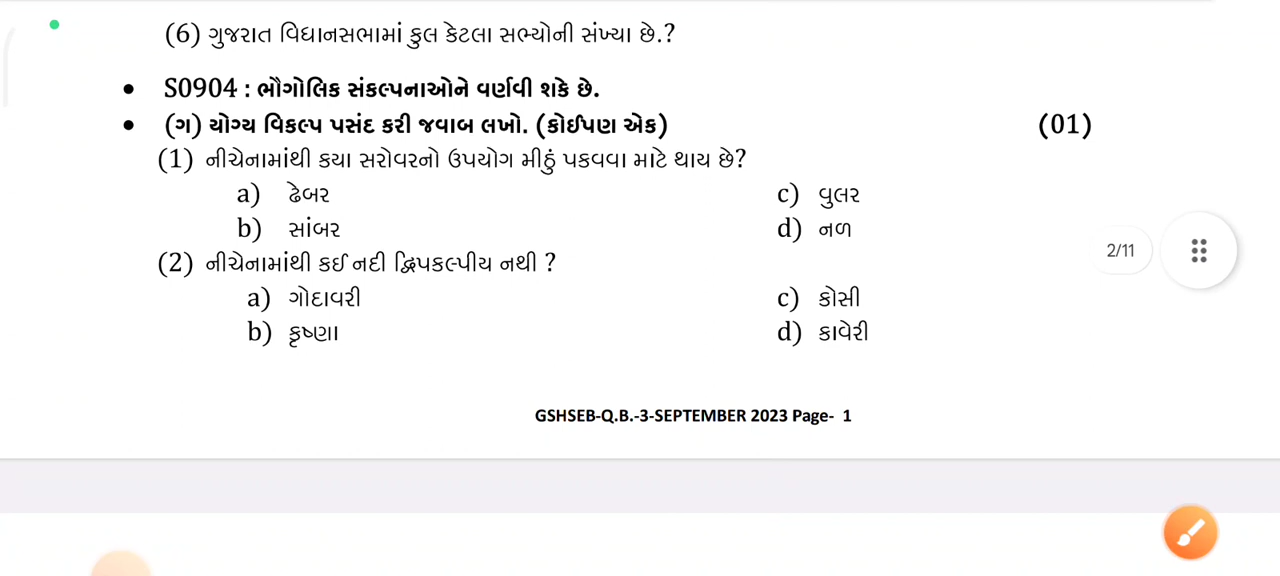 (6) ગુજરાત વિધાનસભામાં કુલ કેટલા સભ્યોની સંખ્યા છે.?
• S0904 : ભૌગોલિક સંકલ્પનાઓને વર્ણવી શકે છે.
• (ગ) યોગ્ય વિકલ્પ પસંદ કરી જવાબ લખો. (કોઈપણ એક) (01)
(1) નીચેનામાંથી કયા સરોવરનો ઉપયોગ મીઠું પકવવા માટે થાય છે?
a) ઢેબર c) વુલર
b) સાંબર d) નળ
2/11
(2) નીચેનામાંથી કઈ નદી દ્વિપકલ્પીય નથી ?
a) ગોદાવરી c) કોસી
b) કૃષ્ણા d) કાવેરી
GSHSEB-Q.B.-3-SEPTEMBER 2023 Page- 1